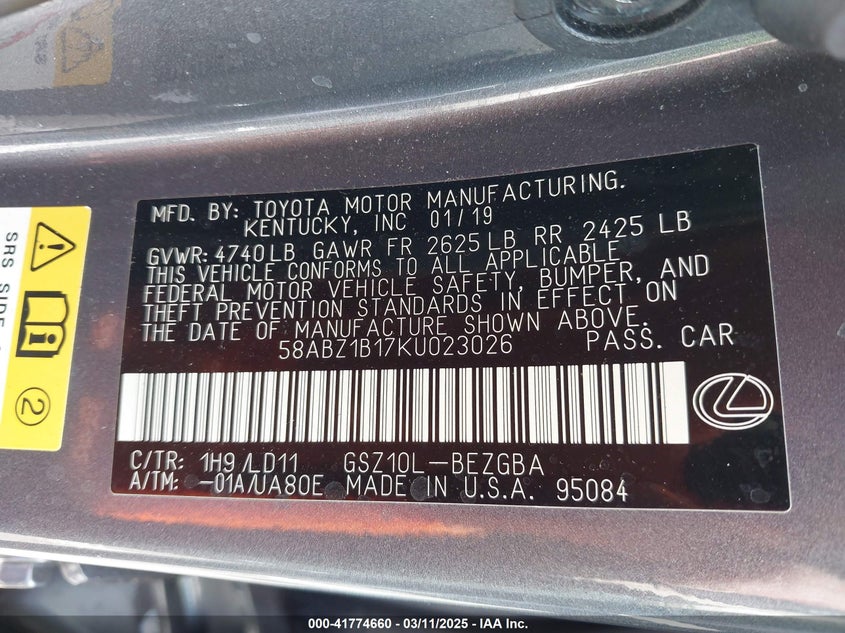 MFD. BY: TOYOTA MOTOR MANUFACTURING.
KENTUCKY, INC 01/19
GVWR: 4740LB GAWR FR 2625LB RR 2425 LB
THIS VEHICLE CONFORMS TO ALL APPLICABLE
FEDERAL MOTOR VEHICLE SAFETY, BUMPER, AND
THEFT PREVENTION STANDARDS IN EFFECT ON
THE DATE OF MANUFACTURE SHOWN ABOVE.
58ABZ1B17KU023026 PASS. CAR
C/TR: 1H9/LD11 GSZ10L-BEZGBA
A/TM: -01A/UA80E MADE IN U.S.A. 95084
SRS SIDE
2
000-41774660 - 03/11/2025 - IAA Inc.